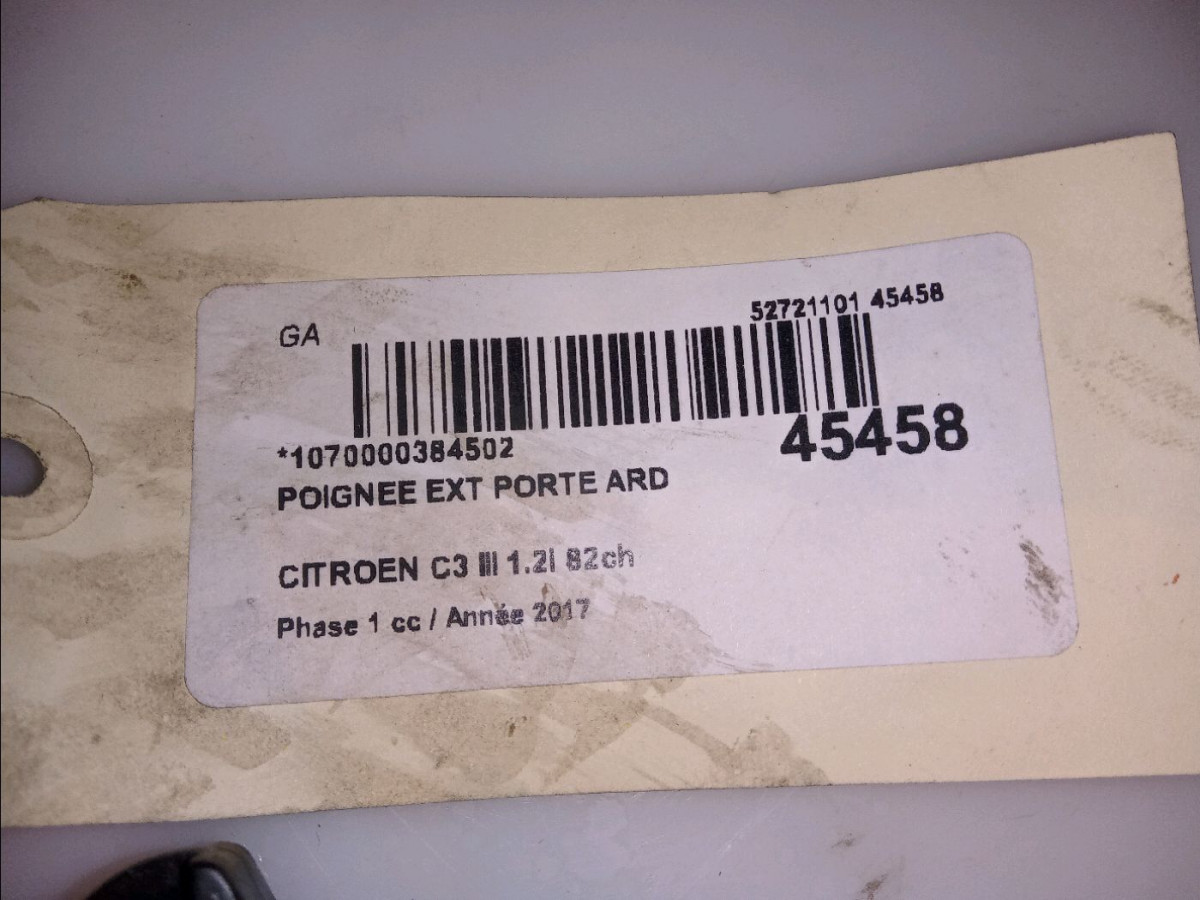 GA
52721101 45458
*1070000384502
45458
POIGNEE EXT PORTE ARD
CITROEN C3 III 1.2I 82ch
Phase 1 cc / Année 2017